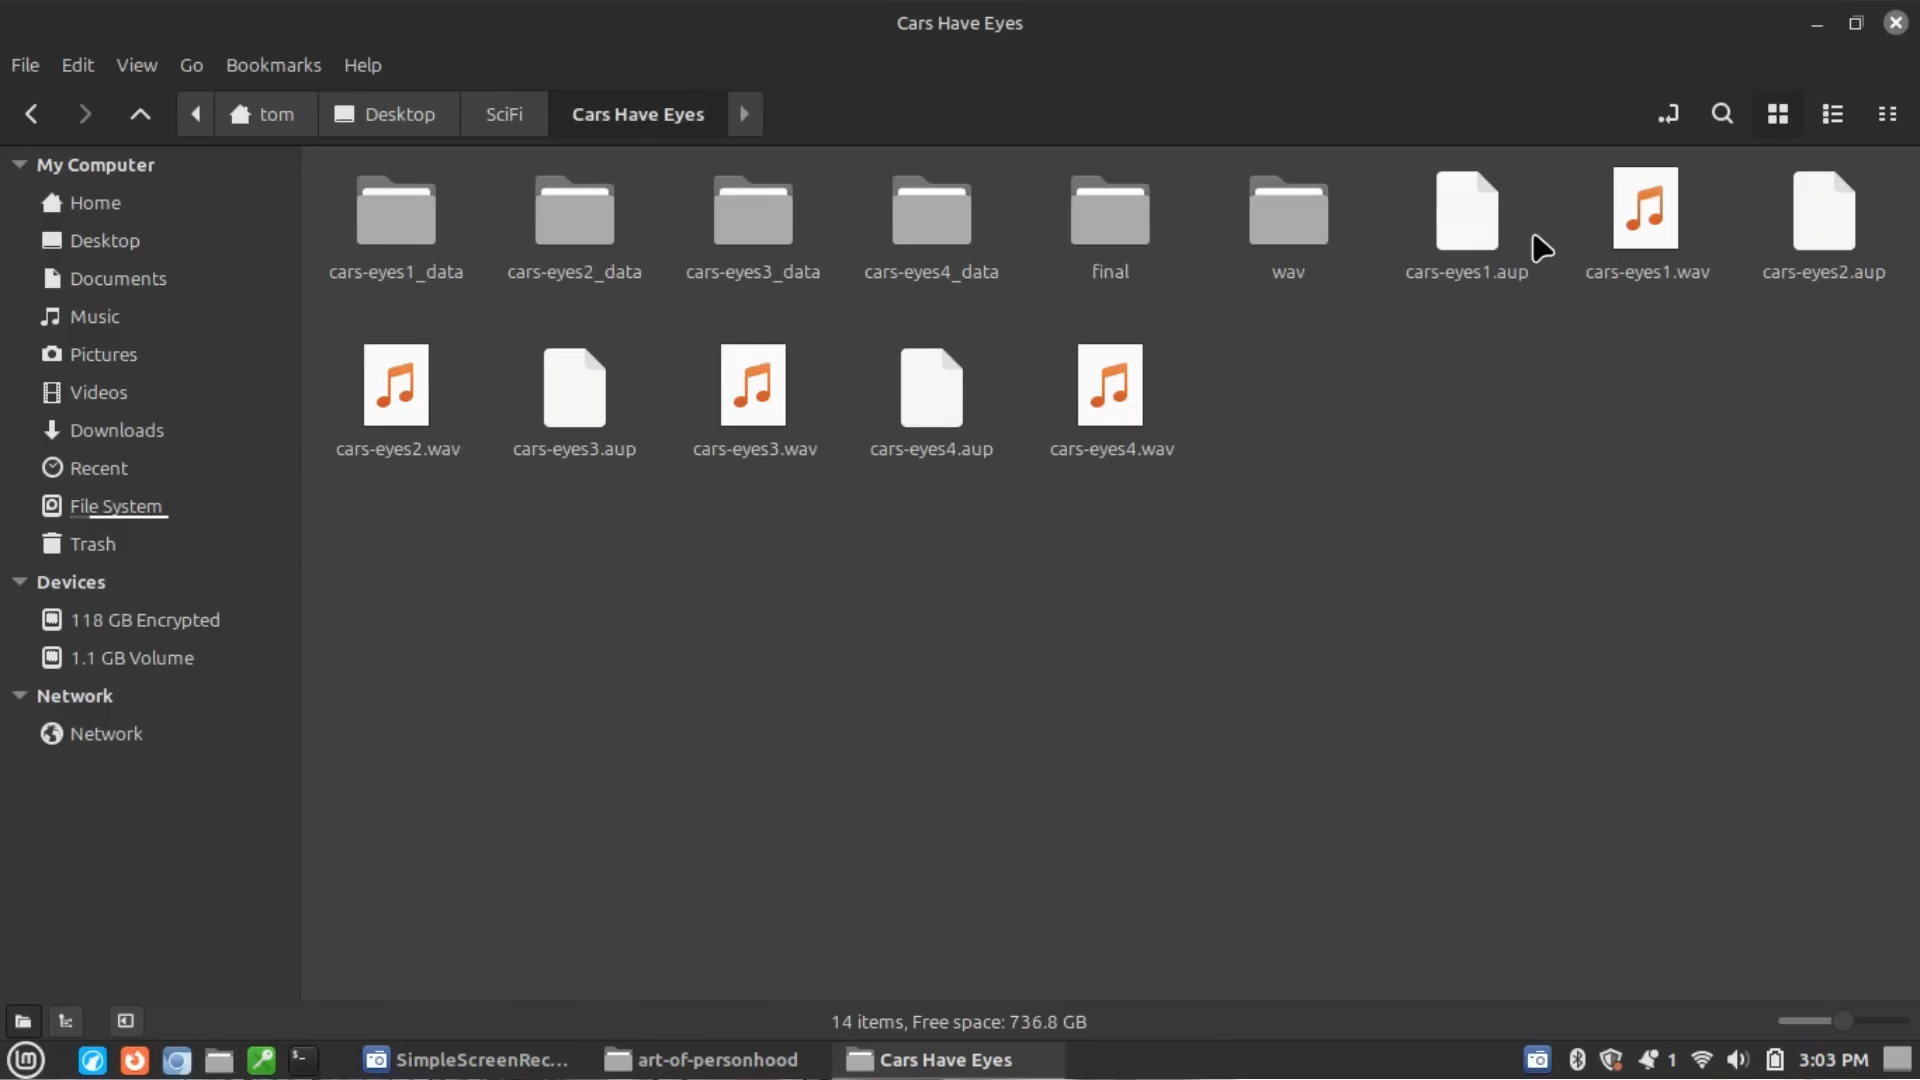 Cars Have Eyes
File Edit View Go Bookmarks Help
tom Desktop SciFi Cars Have Eyes
My Computer
Home
Desktop
Documents
Music
Pictures
Videos
Downloads
Recent
File System
Trash
Devices
118 GB Encrypted
1.1 GB Volume
Network
Network
cars-eyes1_data cars-eyes2_data cars-eyes3_data cars-eyes4_data final wav cars-eyes1.aup cars-eyes1.wav cars-eyes2.aup
cars-eyes2.wav cars-eyes3.aup cars-eyes3.wav cars-eyes4.aup cars-eyes4.wav
14 items, Free space: 736.8 GB
lm $- SimpleScreenRec... art-of-personhood Cars Have Eyes 1 3:03 PM